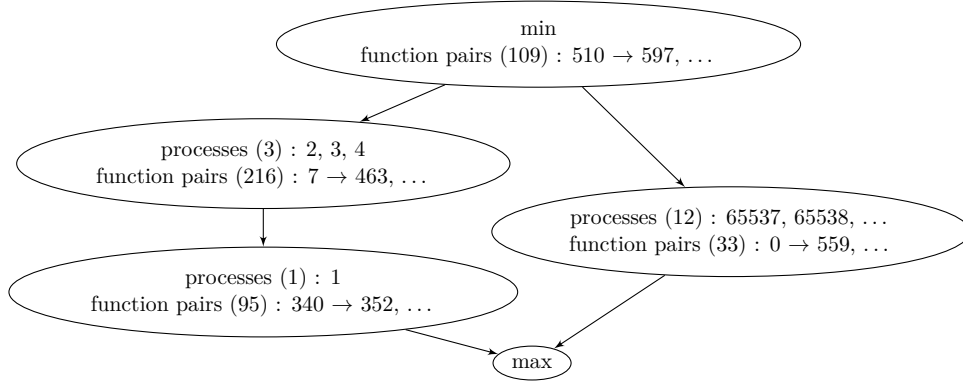 min
function pairs (109) : 510 → 597, ...
processes (3) : 2, 3, 4
function pairs (216) : 7 → 463, ...
processes (12) : 65537, 65538, ...
function pairs (33) : 0 → 559, ...
processes (1) : 1
function pairs (95) : 340 → 352, ...
max